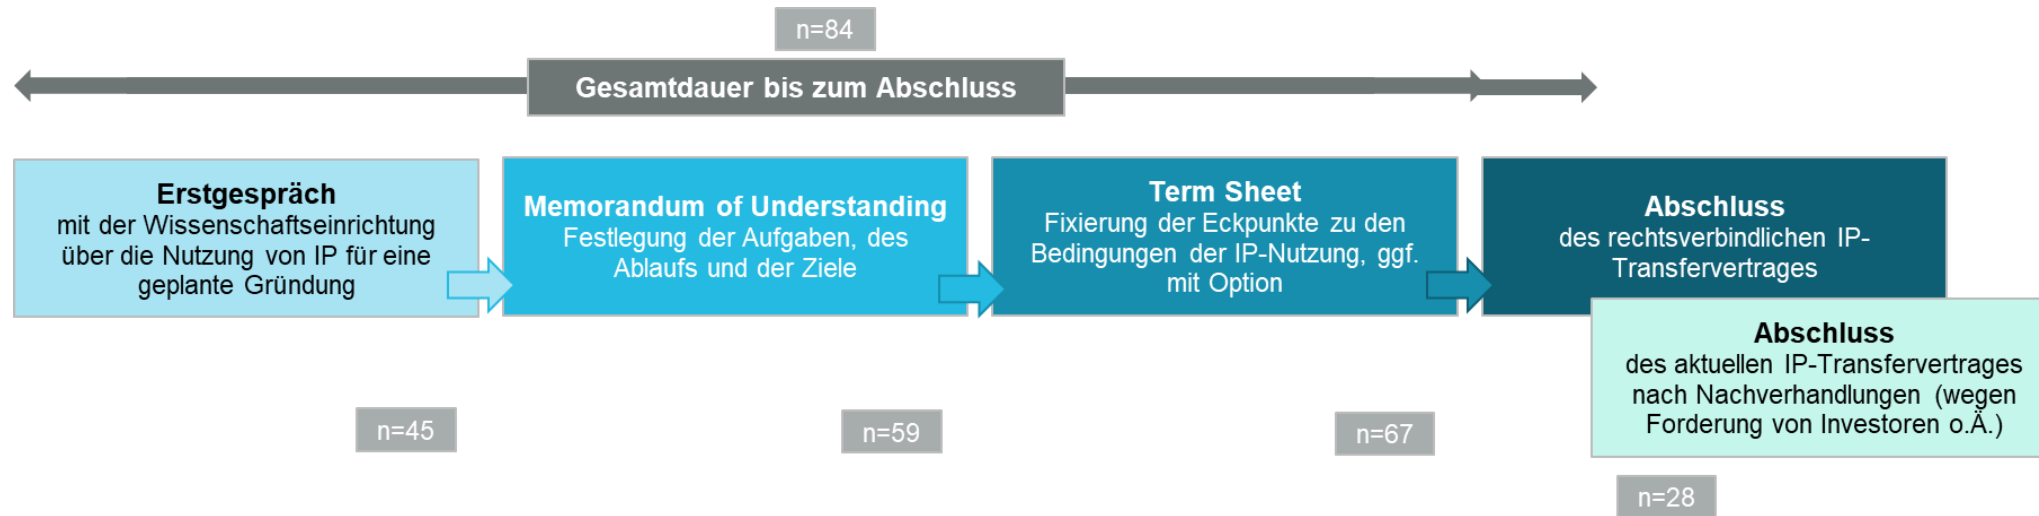 n=84
Gesamtdauer bis zum Abschluss
Erstgespräch
mit der Wissenschaftseinrichtung
über die Nutzung von IP für eine
geplante Gründung
Memorandum of Understanding
Festlegung der Aufgaben, des
Ablaufs und der Ziele
Term Sheet
Fixierung der Eckpunkte zu den
Bedingungen der IP-Nutzung, ggf.
mit Option
Abschluss
des rechtsverbindlichen IP-
Transfervertrages
Abschluss
des aktuellen IP-Transfervertrages
nach Nachverhandlungen (wegen
Forderung von Investoren o.Ä.)
n=45
n=59
n=67
n=28